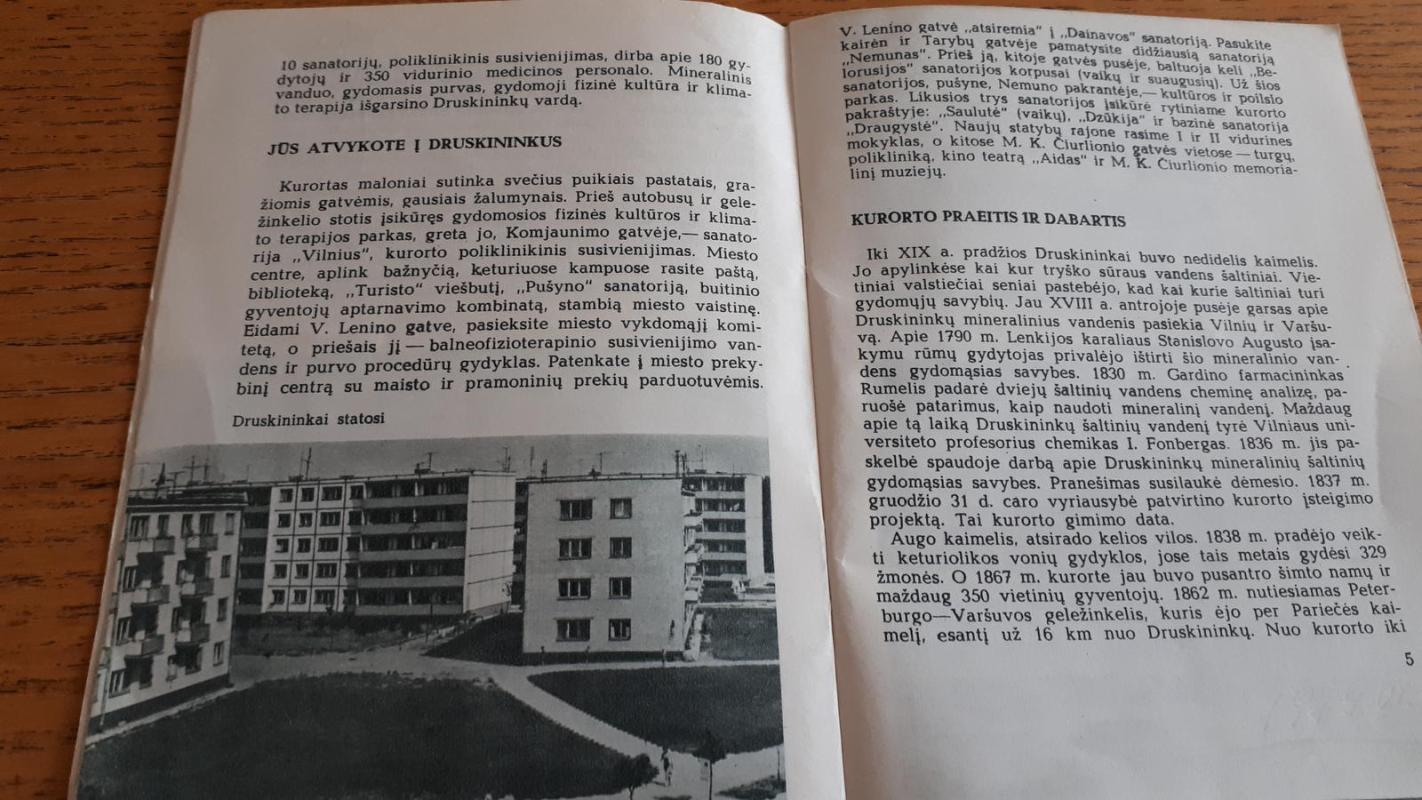 10 sanatorijų, poliklinikinis susivienijimas, dirba apie 180 gy-
dytojų ir 350 vidurinio medicinos personalo. Mineralinis
vanduo, gydomasis purvas, gydomoji fizinė kultūra ir klima-
to terapija išgarsino Druskininkų vardą.
JŪS ATVYKOTE Į DRUSKININKUS
Kurortas maloniai sutinka svečius puikiais pastatais, gra-
žiomis gatvėmis, gausiais žalumynais. Prieš autobusų ir gele-
žinkelio stotis įsikūręs gydomosios fizinės kultūros ir klima-
to terapijos parkas, greta jo, Komjaunimo gatvėje,— sanato-
rija „Vilnius“, kurorto poliklinikinis susivienijimas. Miesto
centre, aplink bažnyčią, keturiuose kampuose rasite paštą,
biblioteką, „Turisto“ viešbutį, „Pušyno“ sanatoriją, buitinio
gyventojų aptarnavimo kombinatą, stambią miesto vaistinę.
Eidami V. Lenino gatve, pasieksite miesto vykdomąjį komi-
tetą, o priešais jį — balneofizioterapinio susivienijimo van-
dens ir purvo procedūrų gydyklas. Patenkate į miesto preky-
binį centrą su maisto ir pramoninių prekių parduotuvėmis.
Druskininkai statosi
V. Lenino gatvė „atsiremia“ į „Dainavos“ sanatoriją. Pasukite
kairėn ir Tarybų gatvėje pamatysite didžiausią sanatoriją
„Nemunas“. Prieš ją, kitoje gatvės pusėje, baltuoja keli „Be-
lorusijos“ sanatorijos korpusai (vaikų ir suaugusių). Už šios
sanatorijos, pušyne, Nemuno pakrantėje,— kultūros ir poilsio
parkas. Likusios trys sanatorijos įsikūrė rytiniame kurorto
pakraštyje: „Saulutė“ (vaikų), „Dzūkija“ ir bazinė sanatorija
„Draugystė“. Naujų statybų rajone rasime I ir II vidurines
mokyklas, o kitose M. K. Čiurlionio gatvės vietose — turgų,
polikliniką, kino teatrą „Aidas“ ir M. K. Čiurlionio memoria-
linį muziejų.
KURORTO PRAEITIS IR DABARTIS
Iki XIX a. pradžios Druskininkai buvo nedidelis kaimelis.
Jo apylinkėse kai kur tryško sūraus vandens šaltiniai. Vie-
tiniai valstiečiai seniai pastebėjo, kad kai kurie šaltiniai turi
gydomųjų savybių. Jau XVIII a. antrojoje pusėje garsas apie
Druskininkų mineralinius vandenis pasiekia Vilnių ir Varšu-
vą. Apie 1790 m. Lenkijos karaliaus Stanislovo Augusto įsa-
kymu rūmų gydytojas privalėjo ištirti šio mineralinio van-
dens gydomąsias savybes. 1830 m. Gardino farmacininkas
Rumelis padarė dviejų šaltinių vandens cheminę analizę, pa-
ruošė patarimus, kaip naudoti mineralinį vandenį. Maždaug
apie tą laiką Druskininkų šaltinių vandenį tyrė Vilniaus uni-
versiteto profesorius chemikas I. Fonbergas. 1836 m. jis pa-
skelbė spaudoje darbą apie Druskininkų mineralinių šaltinių
gydomąsias savybes. Pranešimas susilaukė dėmesio. 1837 m.
gruodžio 31 d. caro vyriausybė patvirtino kurorto įsteigimo
projektą. Tai kurorto gimimo data.
Augo kaimelis, atsirado kelios vilos. 1838 m. pradėjo veik-
ti keturiolikos vonių gydyklos, jose tais metais gydėsi 329
žmonės. O 1867 m. kurorte jau buvo pusantro šimto namų ir
maždaug 350 vietinių gyventojų. 1862 m. nutiesiamas Peter-
burgo—Varšuvos geležinkelis, kuris ėjo per Pariečės kai-
melį, esantį už 16 km nuo Druskininkų. Nuo kurorto iki
5